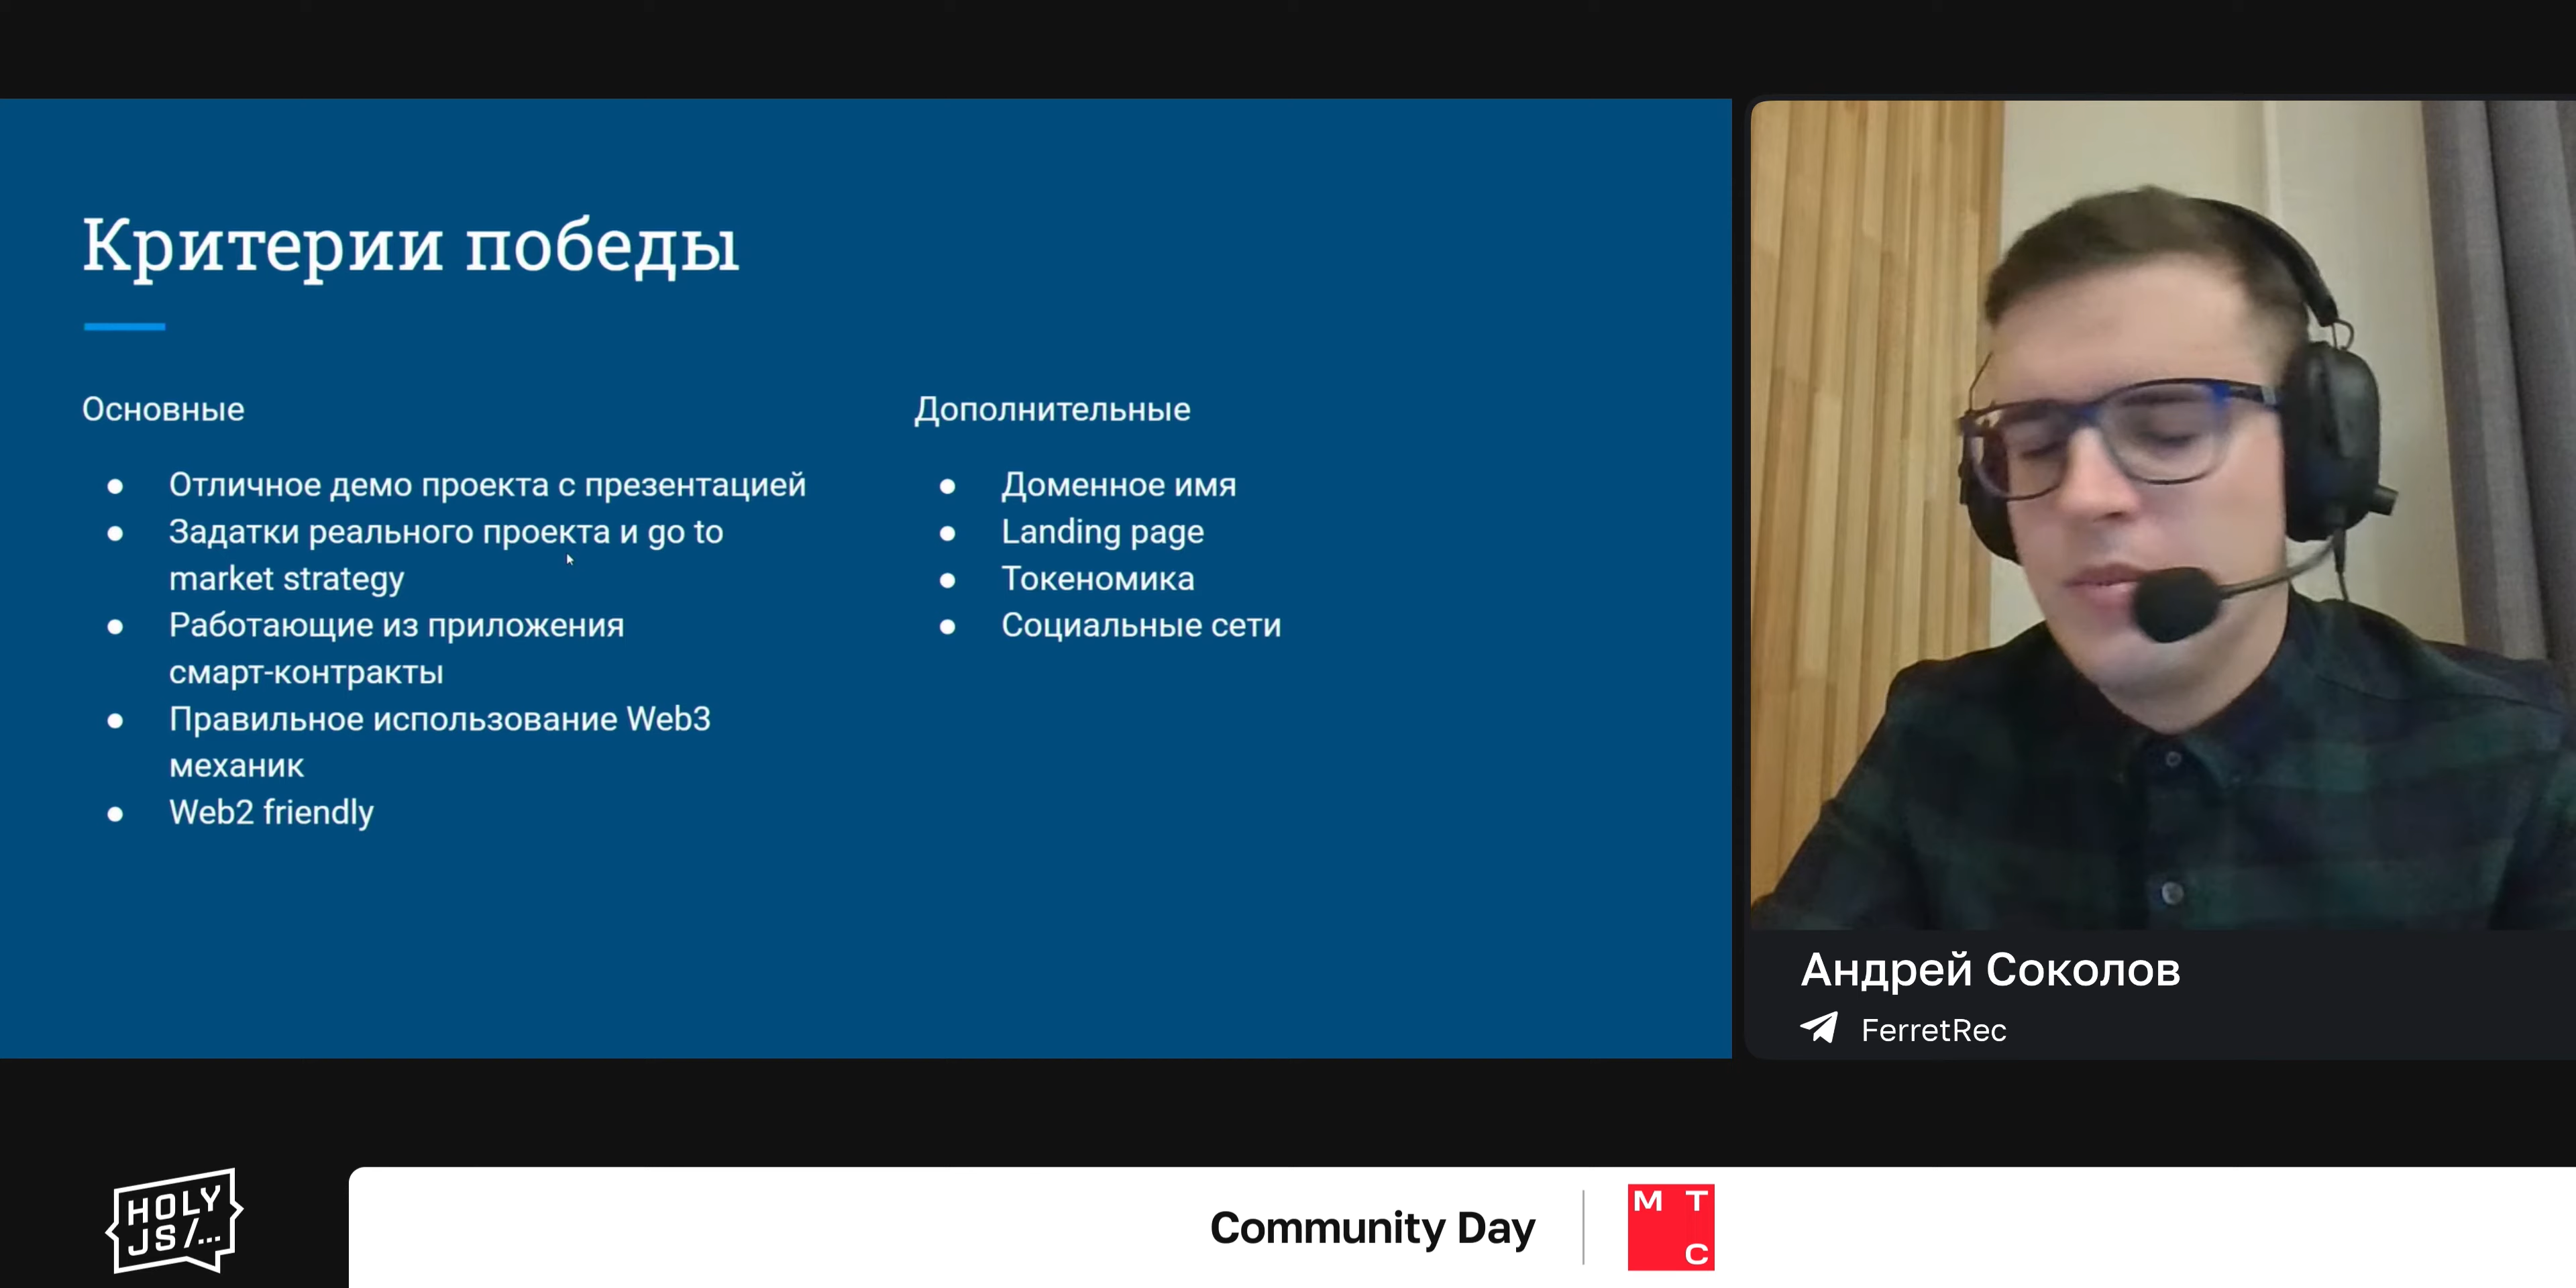 Критерии победы
Основные
Отличное демо проекта с презентацией
Задатки реального проекта и go to
market strategy
Работающие из приложения
смарт-контракты
Правильное использование Web3
механик
Web2 friendly
Дополнительные
Доменное имя
Landing page
Токеномика
Социальные сети
Андрей Соколов
FerretRec
HOLY
JS/...
Community Day
М Т
С